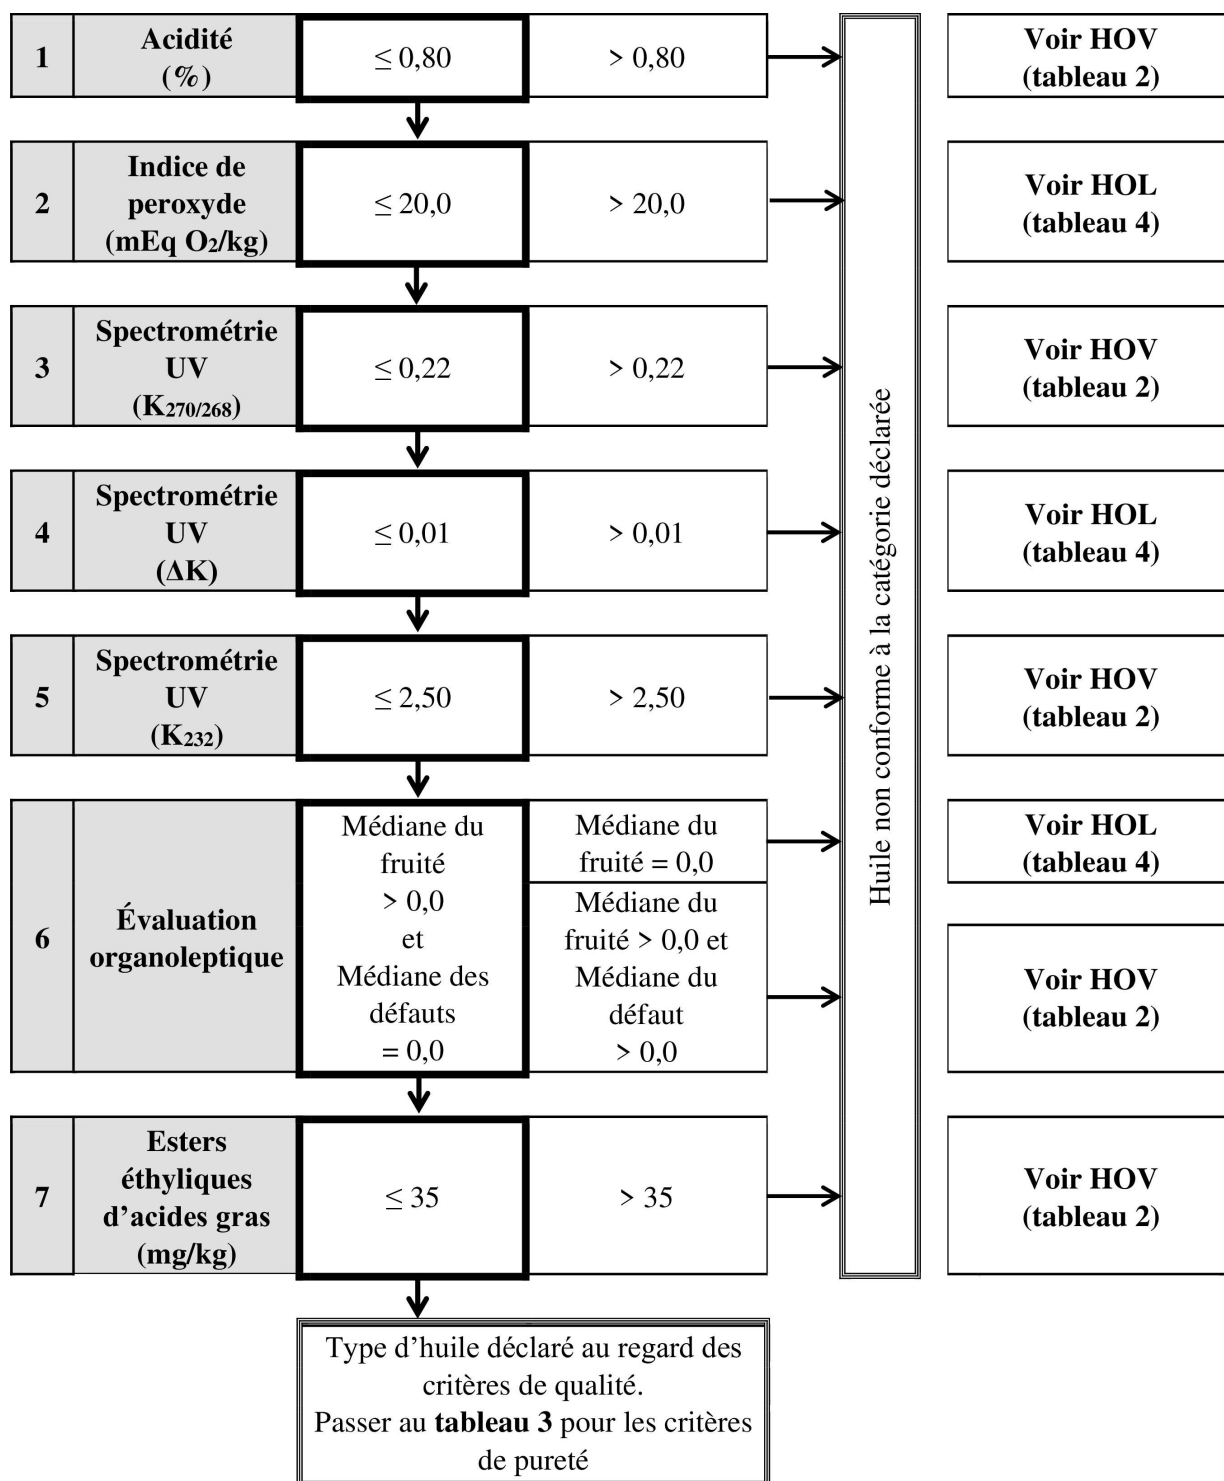 1
Acidité
(%)
≤ 0,80
> 0,80
Voir HOV
(tableau 2)
2
Indice de
peroxyde
(mEq O₂/kg)
≤ 20,0
> 20,0
Voir HOL
(tableau 4)
3
Spectrométrie
UV
(K₂₇₀/₂₆₈)
≤ 0,22
> 0,22
Voir HOV
(tableau 2)
4
Spectrométrie
UV
(ΔK)
≤ 0,01
> 0,01
Voir HOL
(tableau 4)
5
Spectrométrie
UV
(K₂₃₂)
≤ 2,50
> 2,50
Voir HOV
(tableau 2)
6
Évaluation
organoleptique
Médiane du
fruité
> 0,0
et
Médiane des
défauts
= 0,0
Médiane du
fruité = 0,0
Voir HOL
(tableau 4)
Médiane du
fruité > 0,0 et
Médiane du
défaut
> 0,0
Voir HOV
(tableau 2)
7
Esters
éthyliques
d’acides gras
(mg/kg)
≤ 35
> 35
Voir HOV
(tableau 2)
Huile non conforme à la catégorie déclarée
Type d’huile déclaré au regard des
critères de qualité.
Passer au tableau 3 pour les critères
de pureté